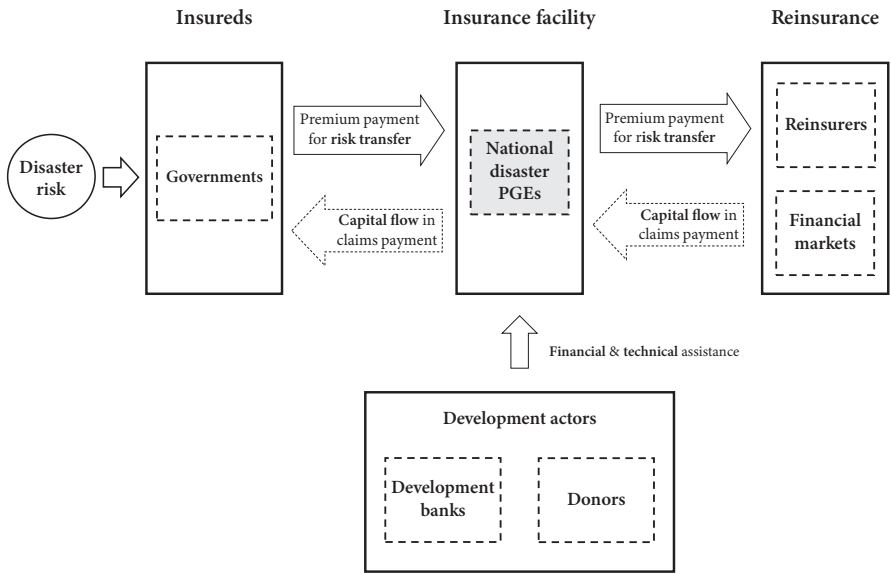 Insureds
Insurance facility
Reinsurance
Disaster
risk
Governments
Premium payment
for risk transfer
Capital flow in
claims payment
National
disaster
PGEs
Premium payment
for risk transfer
Capital flow in
claims payment
Reinsurers
Financial
markets
Financial & technical assistance
Development actors
Development
banks
Donors